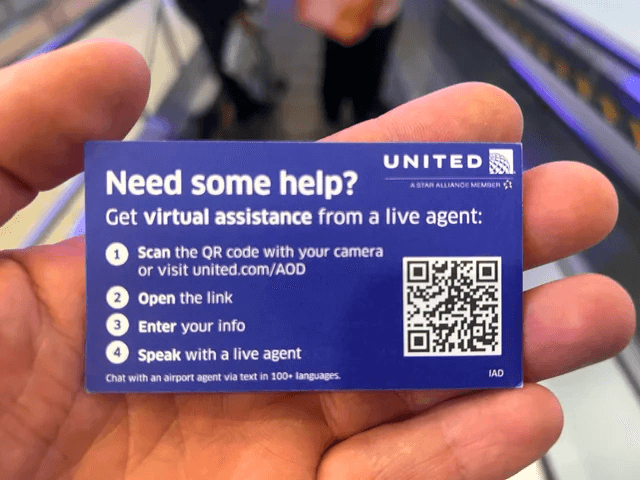 UNITED
A STAR ALLIANCE MEMBER
Need some help?
Get virtual assistance from a live agent:
1 Scan the QR code with your camera
or visit united.com/AOD
2 Open the link
3 Enter your info
4 Speak with a live agent
Chat with an airport agent via text in 100+ languages.
IAD